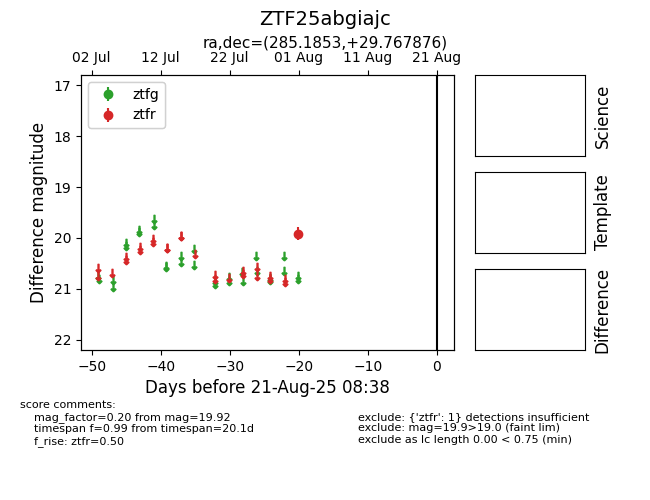 ZTF25abgiajc
ra,dec=(285.1853,+29.767876)
02 Jul 12 Jul 22 Jul 01 Aug 11 Aug 21 Aug
17
18
19
20
21
22
Difference magnitude
ztfg
ztfr
−50 −40 −30 −20 −10 0
Days before 21-Aug-25 08:38
Science
Template
Difference
score comments:
mag_factor=0.20 from mag=19.92
timespan f=0.99 from timespan=20.1d
f_rise: ztfr=0.50
exclude: {'ztfr': 1} detections insufficient
exclude: mag=19.9>19.0 (faint lim)
exclude as lc length 0.00 < 0.75 (min)